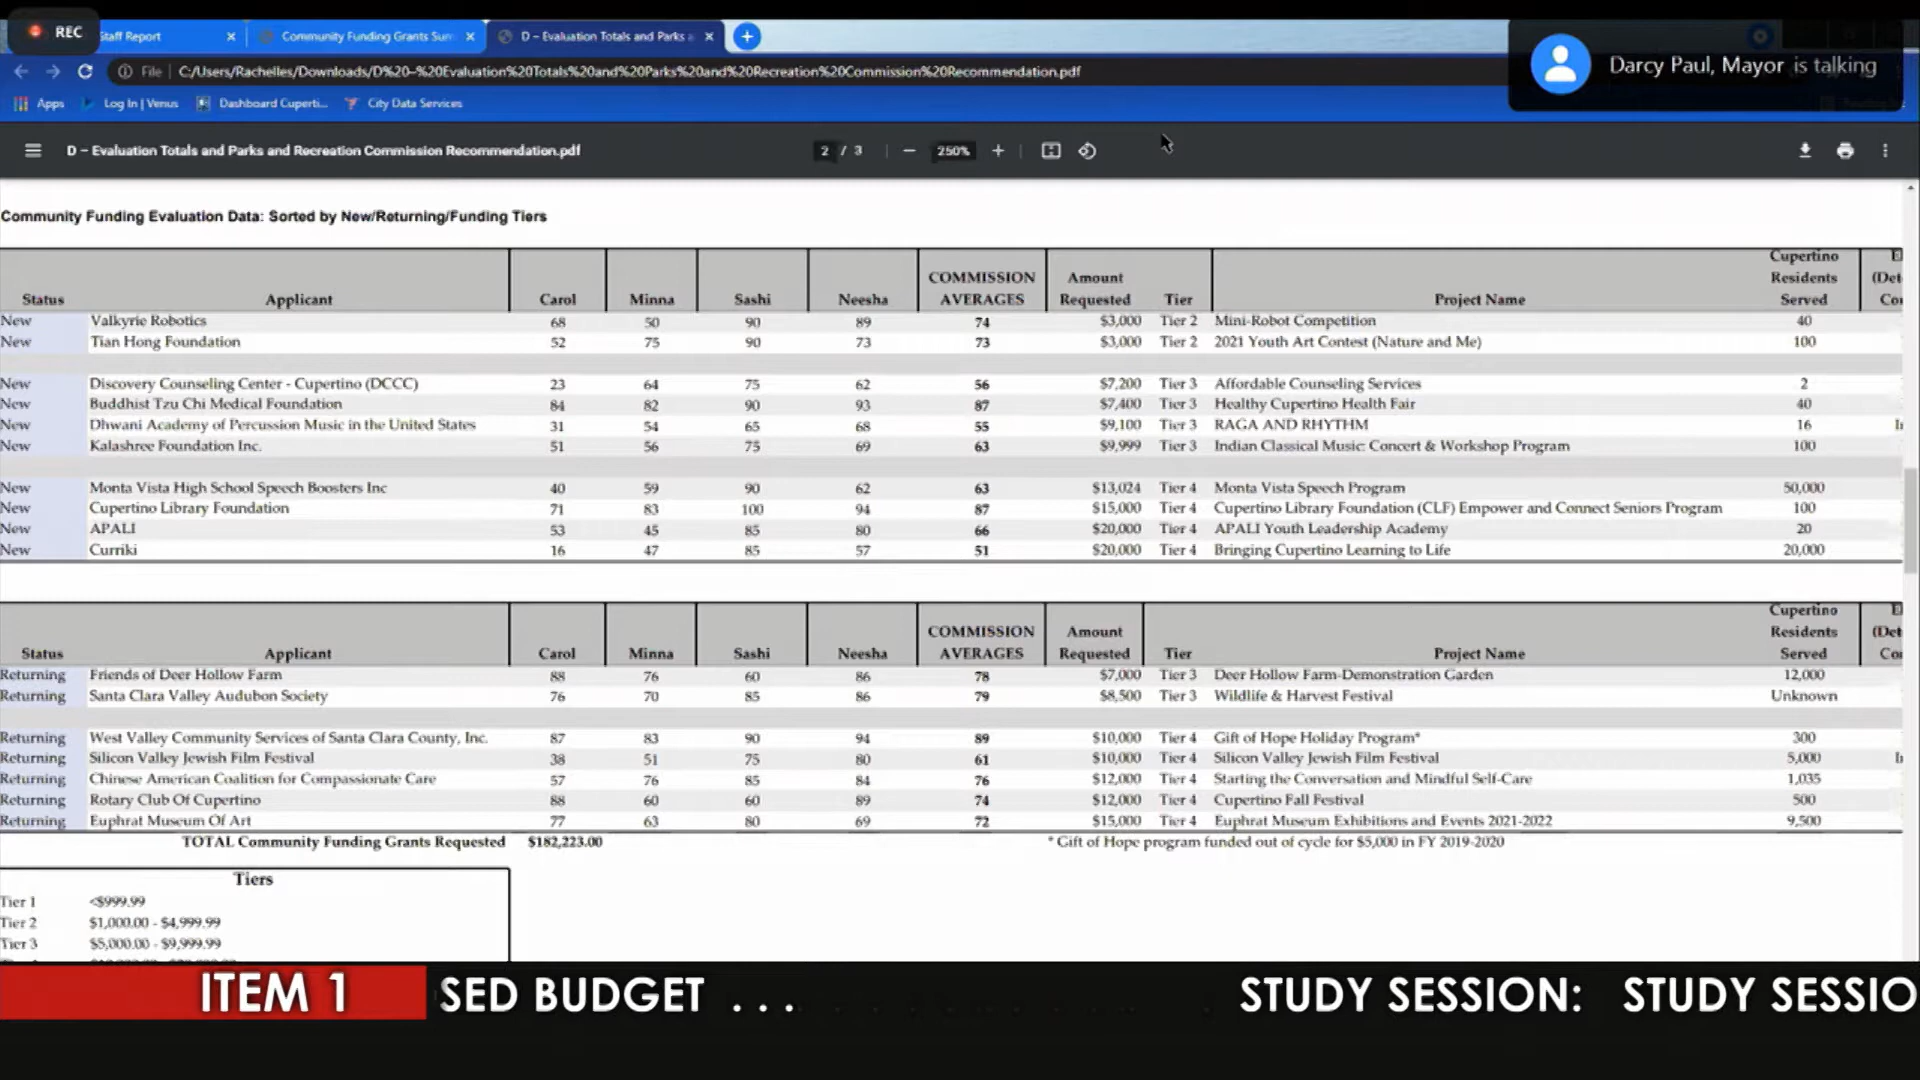 REC
Staff Report
Community Funding Grants Sum
D – Evaluation Totals and Parks a
Darcy Paul, Mayor is talking
File C:/Users/Rachelles/Downloads/D%20–%20Evaluation%20Totals%20and%20Parks%20and%20Recreation%20Commission%20Recommendation.pdf
Apps Log In | Venus Dashboard Cuperti... City Data Services
D – Evaluation Totals and Parks and Recreation Commission Recommendation.pdf 2 / 3 250%
Community Funding Evaluation Data: Sorted by New/Returning/Funding Tiers
Status Applicant Carol Minna Sashi Neesha COMMISSION AVERAGES Amount Requested Tier Project Name Cupertino Residents Served
New Valkyrie Robotics 68 50 90 89 74 $3,000 Tier 2 Mini-Robot Competition 40
New Tian Hong Foundation 52 75 90 73 73 $3,000 Tier 2 2021 Youth Art Contest (Nature and Me) 100
New Discovery Counseling Center - Cupertino (DCCC) 23 64 75 62 56 $7,200 Tier 3 Affordable Counseling Services 2
New Buddhist Tzu Chi Medical Foundation 84 82 90 93 87 $7,400 Tier 3 Healthy Cupertino Health Fair 40
New Dhwani Academy of Percussion Music in the United States 31 54 65 68 55 $9,100 Tier 3 RAGA AND RHYTHM 16
New Kalashree Foundation Inc. 51 56 75 69 63 $9,999 Tier 3 Indian Classical Music Concert & Workshop Program 100
New Monta Vista High School Speech Boosters Inc 40 59 90 62 63 $13,024 Tier 4 Monta Vista Speech Program 50,000
New Cupertino Library Foundation 71 83 100 94 87 $15,000 Tier 4 Cupertino Library Foundation (CLF) Empower and Connect Seniors Program 100
New APALI 53 45 85 80 66 $20,000 Tier 4 APALI Youth Leadership Academy 20
New Curriki 16 47 85 57 51 $20,000 Tier 4 Bringing Cupertino Learning to Life 20,000
Status Applicant Carol Minna Sashi Neesha COMMISSION AVERAGES Amount Requested Tier Project Name Cupertino Residents Served
Returning Friends of Deer Hollow Farm 88 76 60 86 78 $7,000 Tier 3 Deer Hollow Farm-Demonstration Garden 12,000
Returning Santa Clara Valley Audubon Society 76 70 85 86 79 $8,500 Tier 3 Wildlife & Harvest Festival Unknown
Returning West Valley Community Services of Santa Clara County, Inc. 87 83 90 94 89 $10,000 Tier 4 Gift of Hope Holiday Program* 300
Returning Silicon Valley Jewish Film Festival 38 51 75 80 61 $10,000 Tier 4 Silicon Valley Jewish Film Festival 5,000
Returning Chinese American Coalition for Compassionate Care 57 76 85 84 76 $12,000 Tier 4 Starting the Conversation and Mindful Self-Care 1,035
Returning Rotary Club Of Cupertino 88 60 60 89 74 $12,000 Tier 4 Cupertino Fall Festival 500
Returning Euphrat Museum Of Art 77 63 80 69 72 $15,000 Tier 4 Euphrat Museum Exhibitions and Events 2021-2022 9,500
TOTAL Community Funding Grants Requested $182,223.00 * Gift of Hope program funded out of cycle for $5,000 in FY 2019-2020
Tiers
Tier 1 <$999.99
Tier 2 $1,000.00 - $4,999.99
Tier 3 $5,000.00 - $9,999.99
ITEM 1 SED BUDGET ... STUDY SESSION: STUDY SESSIO